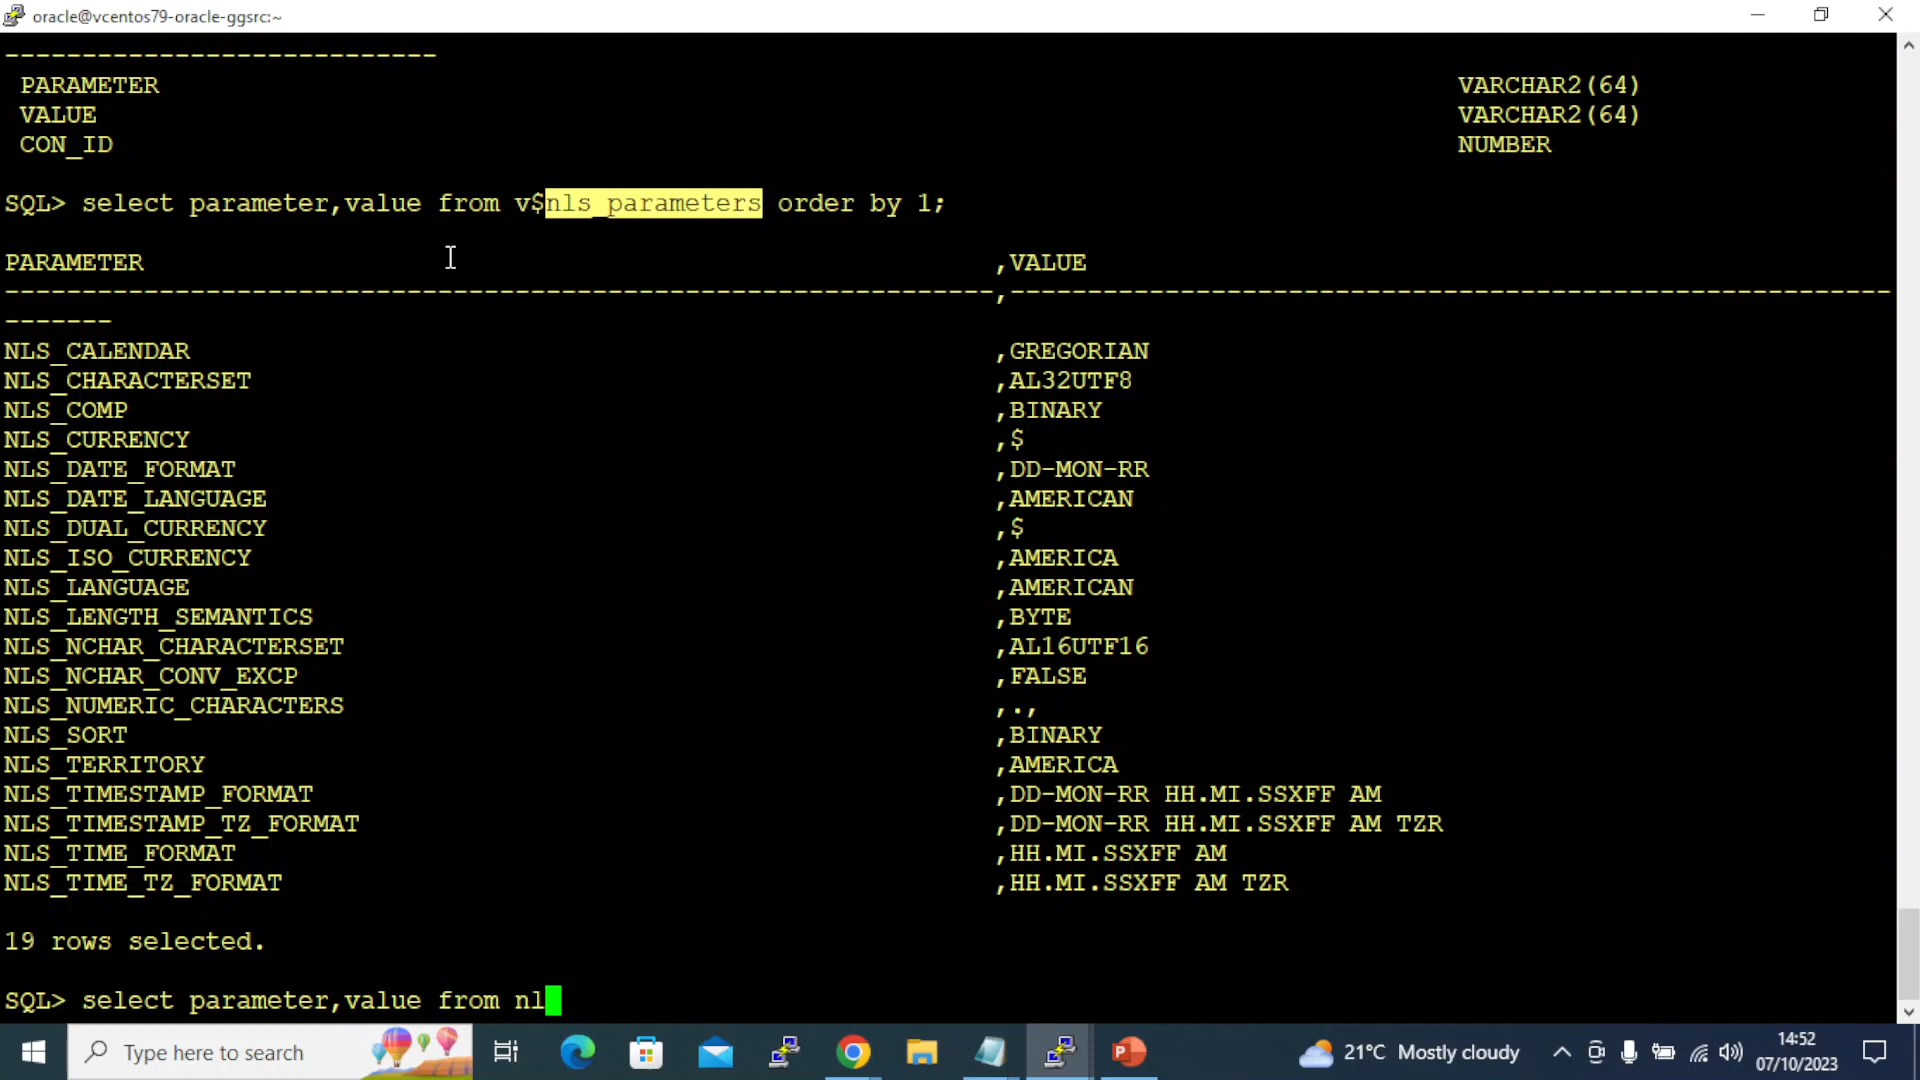 oracle@vcentos79-oracle-ggsrc:~
----------------------------
PARAMETER VARCHAR2(64)
VALUE VARCHAR2(64)
CON_ID NUMBER
SQL> select parameter,value from v$nls_parameters order by 1;
PARAMETER ,VALUE
----------------------------------------------------------------,---------------------------------------------------------
-------
NLS_CALENDAR ,GREGORIAN
NLS_CHARACTERSET ,AL32UTF8
NLS_COMP ,BINARY
NLS_CURRENCY ,$
NLS_DATE_FORMAT ,DD-MON-RR
NLS_DATE_LANGUAGE ,AMERICAN
NLS_DUAL_CURRENCY ,$
NLS_ISO_CURRENCY ,AMERICA
NLS_LANGUAGE ,AMERICAN
NLS_LENGTH_SEMANTICS ,BYTE
NLS_NCHAR_CHARACTERSET ,AL16UTF16
NLS_NCHAR_CONV_EXCP ,FALSE
NLS_NUMERIC_CHARACTERS ,.,
NLS_SORT ,BINARY
NLS_TERRITORY ,AMERICA
NLS_TIMESTAMP_FORMAT ,DD-MON-RR HH.MI.SSXFF AM
NLS_TIMESTAMP_TZ_FORMAT ,DD-MON-RR HH.MI.SSXFF AM TZR
NLS_TIME_FORMAT ,HH.MI.SSXFF AM
NLS_TIME_TZ_FORMAT ,HH.MI.SSXFF AM TZR
19 rows selected.
SQL> select parameter,value from nl
Type here to search
21°C Mostly cloudy
14:52
07/10/2023